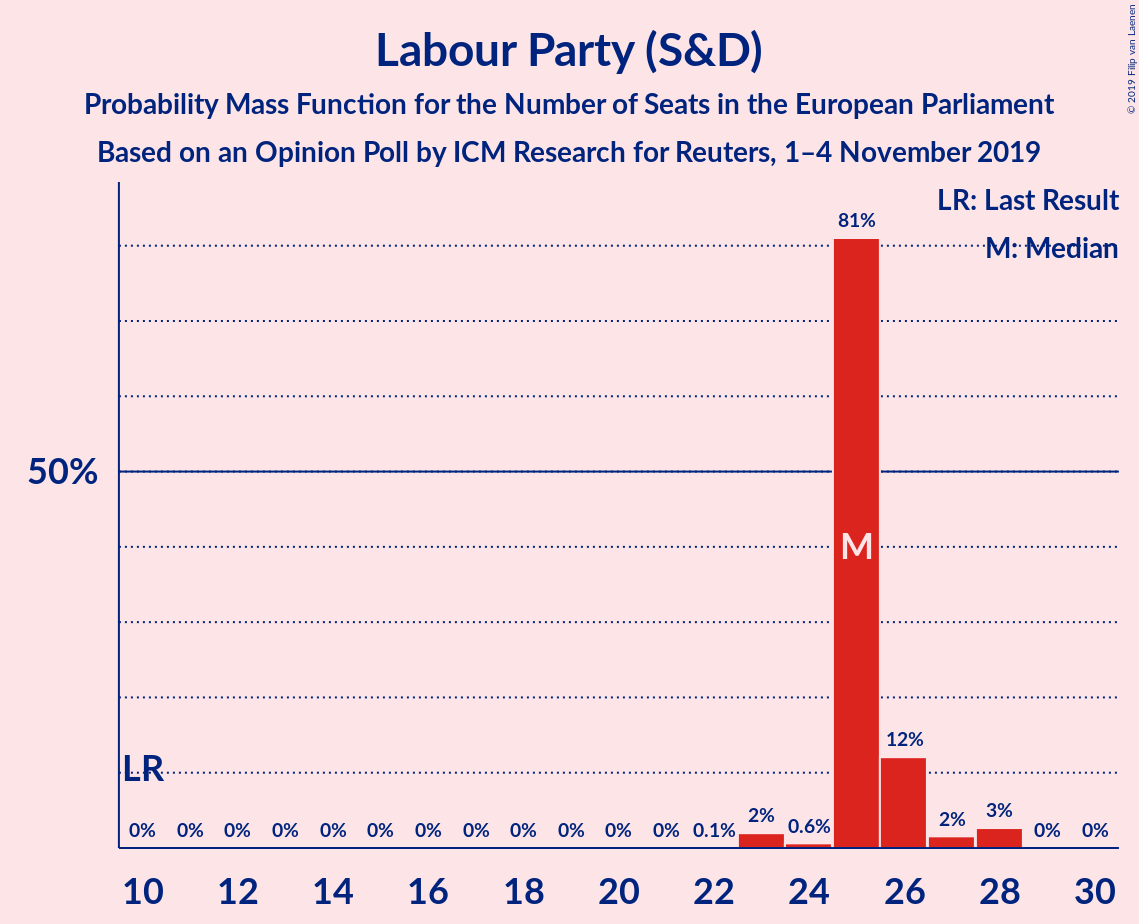 Labour Party (S&D)
Probability Mass Function for the Number of Seats in the European Parliament
Based on an Opinion Poll by ICM Research for Reuters, 1–4 November 2019
© 2019 Filip van Laenen
LR: Last Result
M: Median
81%
50%
M
12%
LR
0% 0% 0% 0% 0% 0% 0% 0% 0% 0% 0% 0% 0.1% 2% 0.6% 2% 3% 0% 0%
10 12 14 16 18 20 22 24 26 28 30